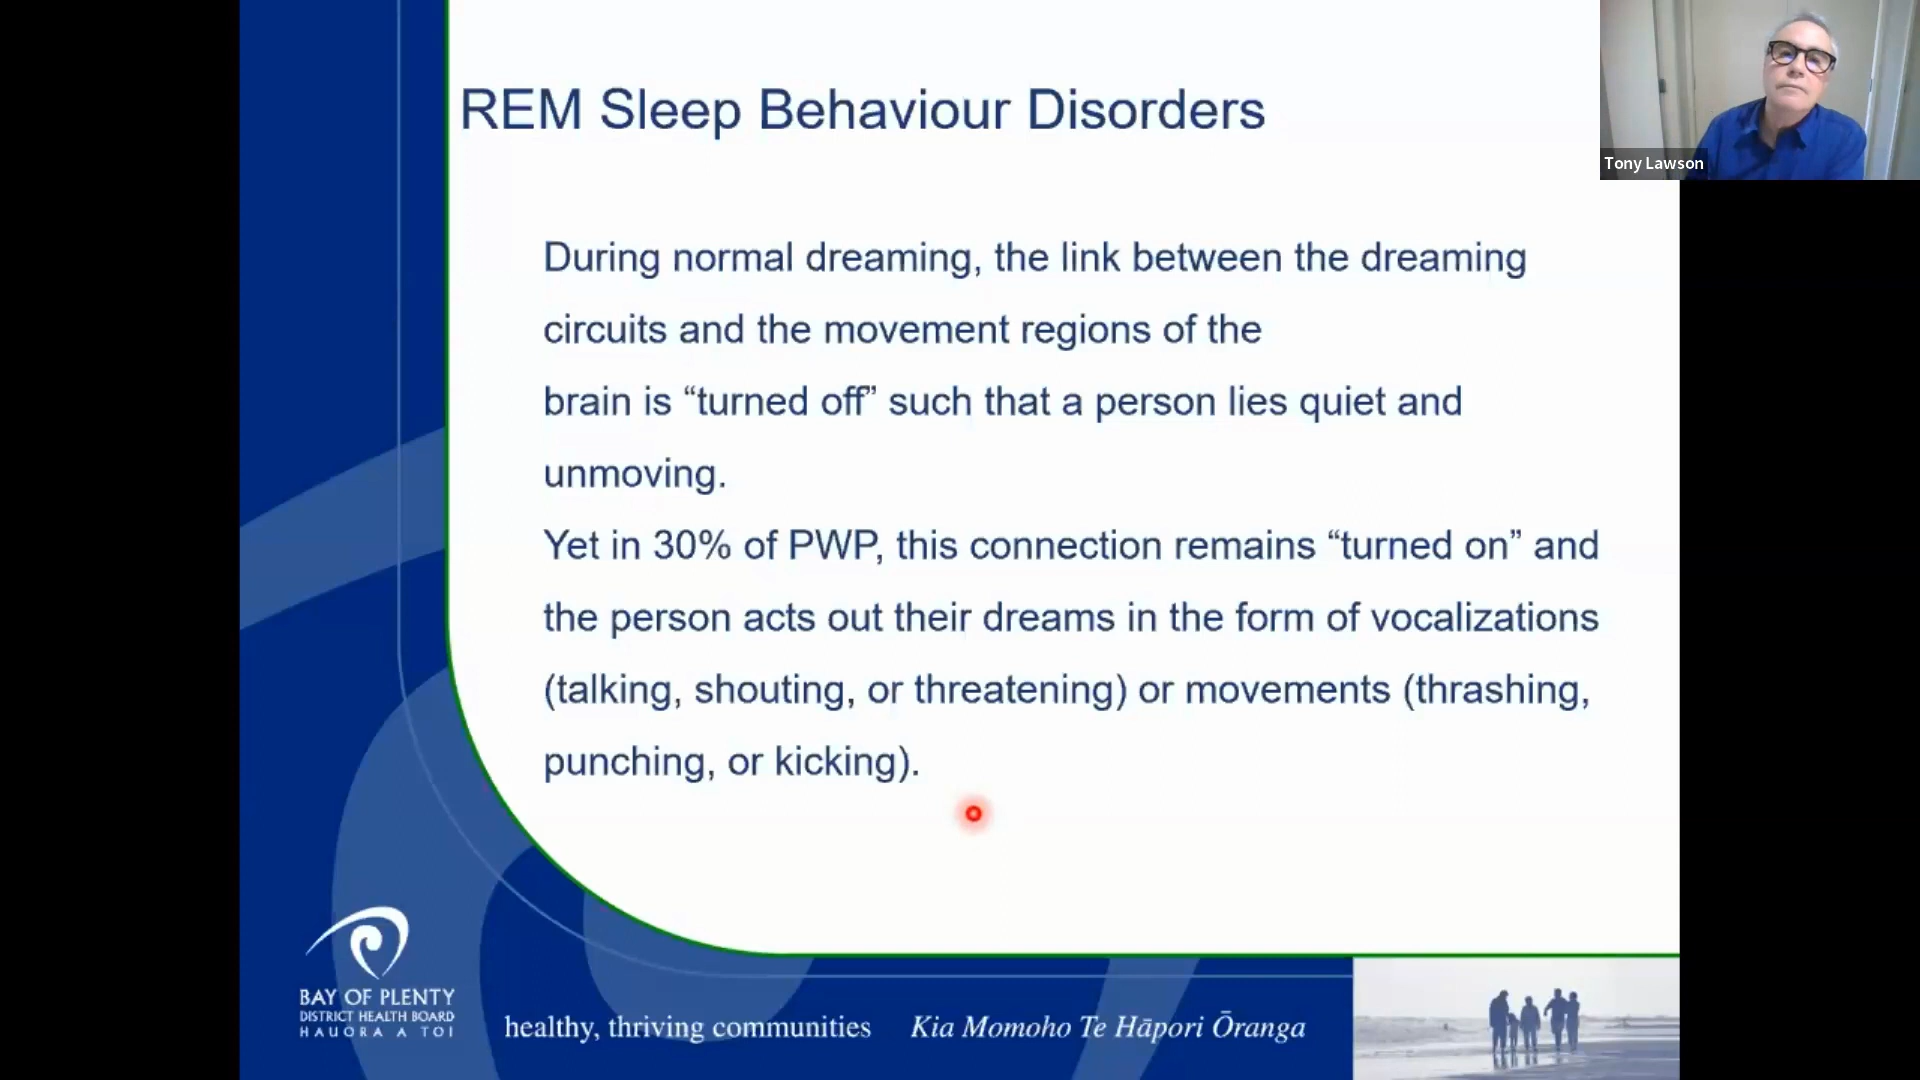 REM Sleep Behaviour Disorders
Tony Lawson
During normal dreaming, the link between the dreaming
circuits and the movement regions of the
brain is “turned off” such that a person lies quiet and
unmoving.
Yet in 30% of PWP, this connection remains “turned on” and
the person acts out their dreams in the form of vocalizations
(talking, shouting, or threatening) or movements (thrashing,
punching, or kicking).
BAY OF PLENTY
DISTRICT HEALTH BOARD
HAUORA A TOI
healthy, thriving communities Kia Momoho Te Hāpori Ōranga